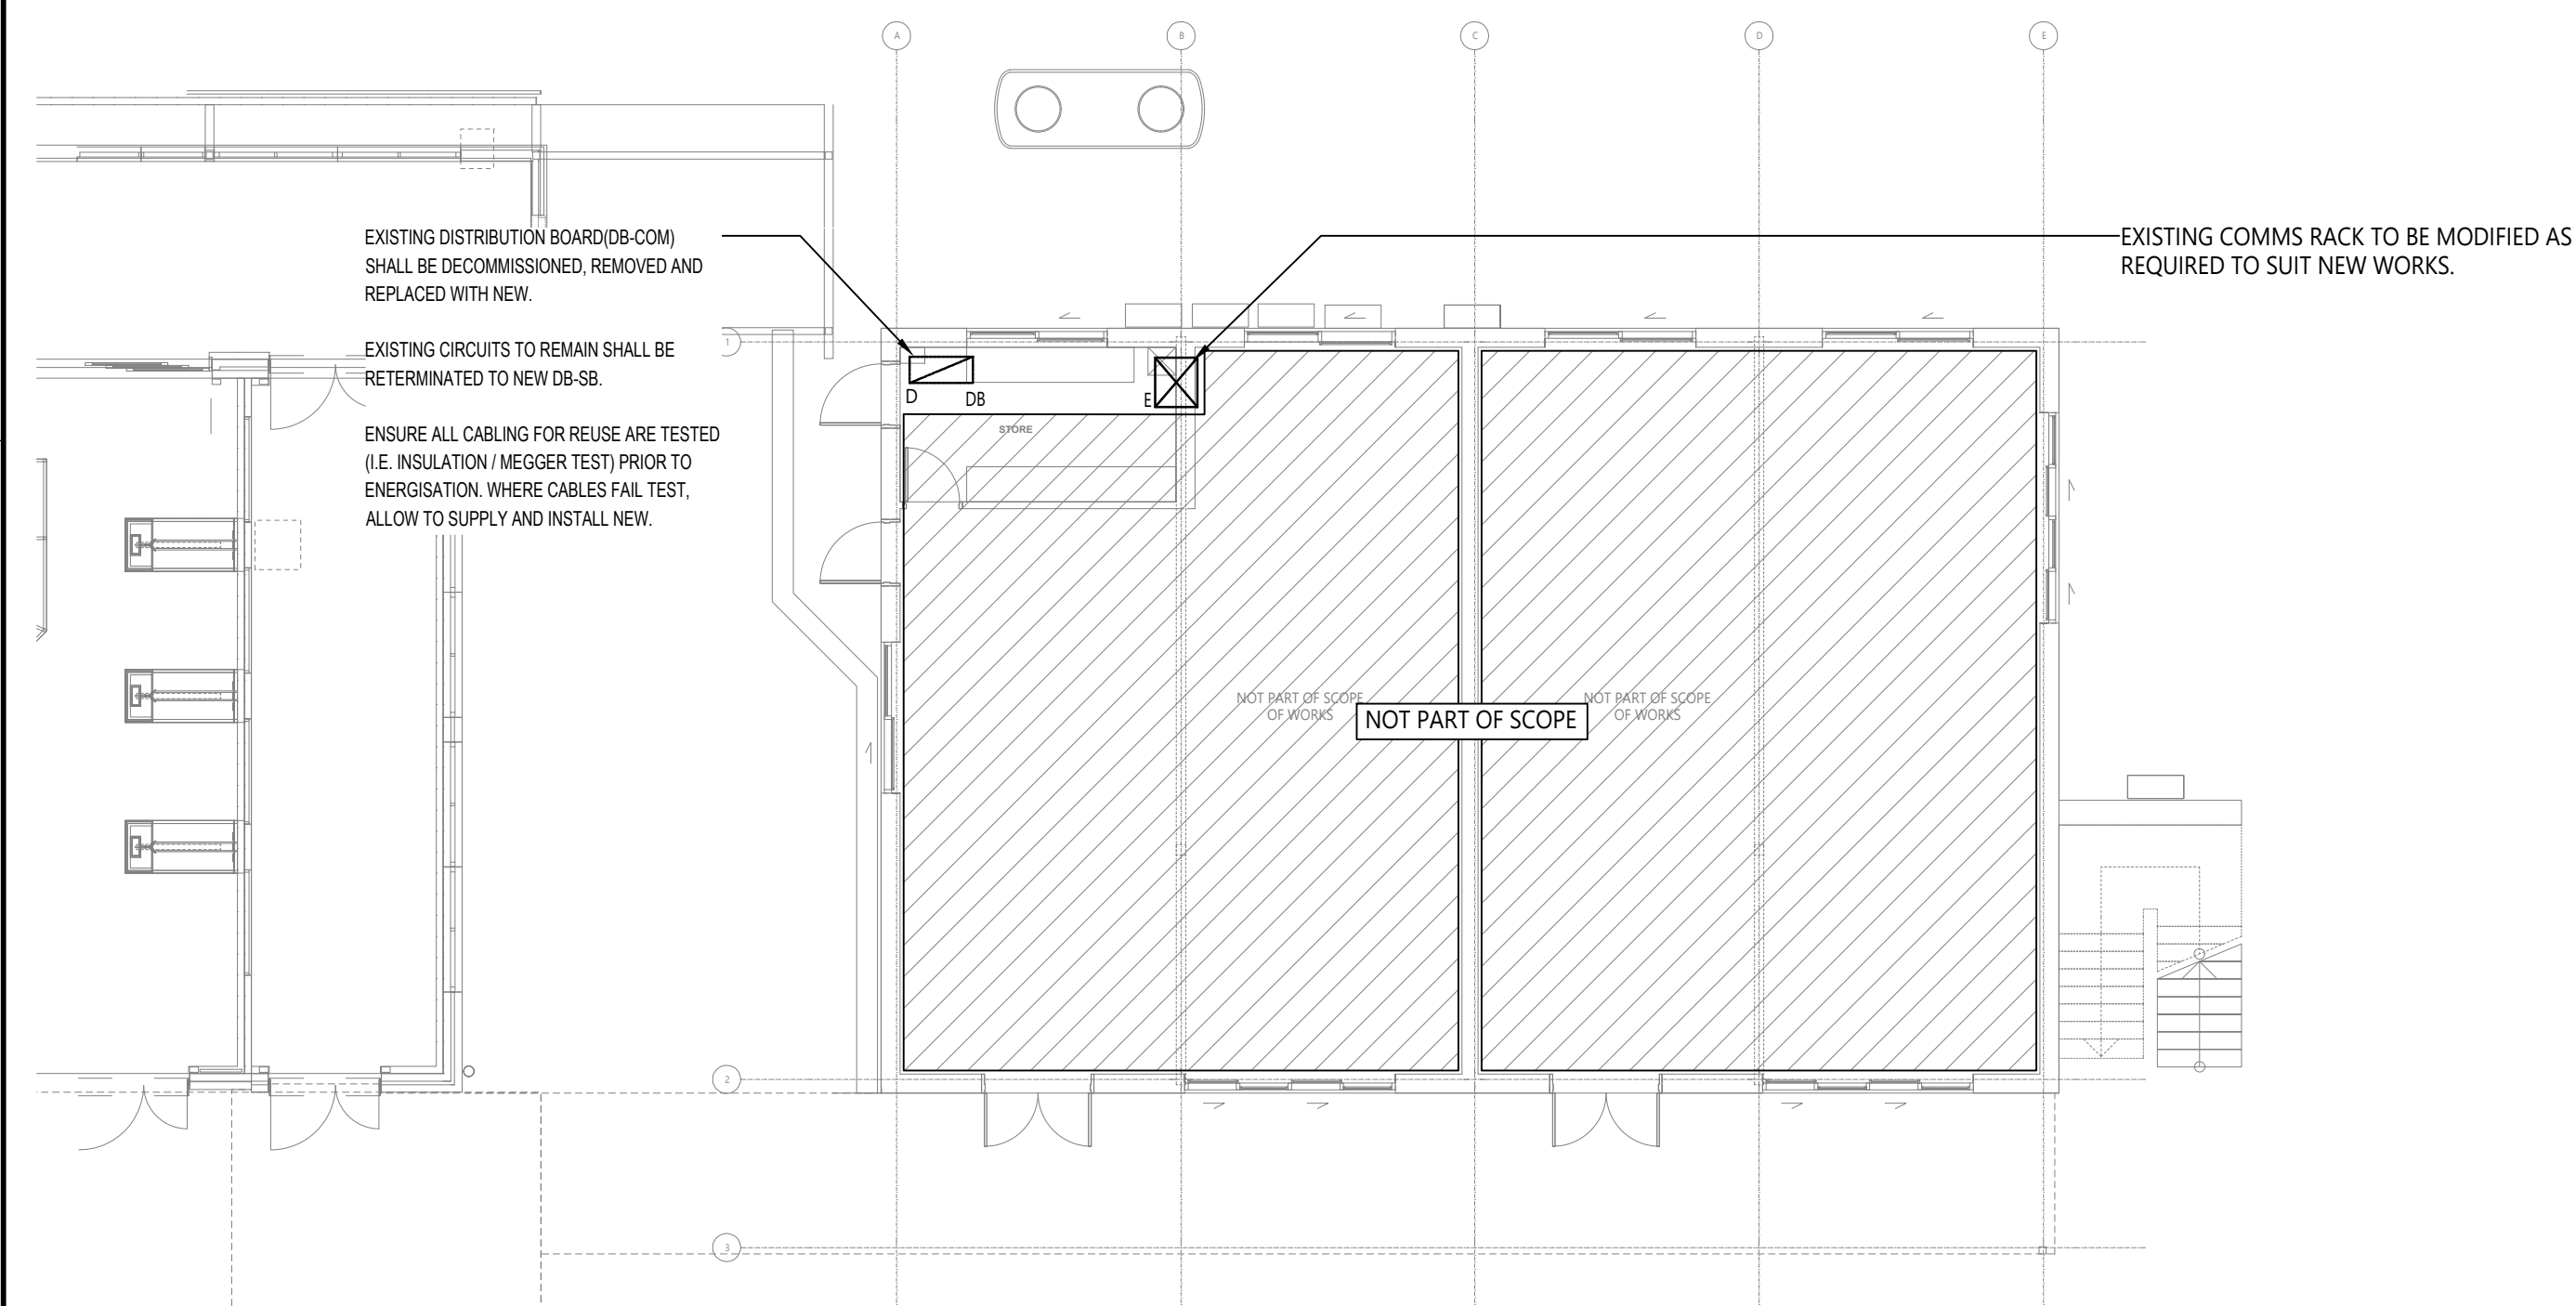 A
B
C
D
E
EXISTING DISTRIBUTION BOARD(DB-COM)
SHALL BE DECOMMISSIONED, REMOVED AND
REPLACED WITH NEW.
EXISTING COMMS RACK TO BE MODIFIED AS
REQUIRED TO SUIT NEW WORKS.
EXISTING CIRCUITS TO REMAIN SHALL BE
RETERMINATED TO NEW DB-SB.
ENSURE ALL CABLING FOR REUSE ARE TESTED
(I.E. INSULATION / MEGGER TEST) PRIOR TO
ENERGISATION. WHERE CABLES FAIL TEST,
ALLOW TO SUPPLY AND INSTALL NEW.
1
D
DB
E
STORE
NOT PART OF SCOPE
OF WORKS
NOT PART OF SCOPE
NOT PART OF SCOPE
OF WORKS
2
3